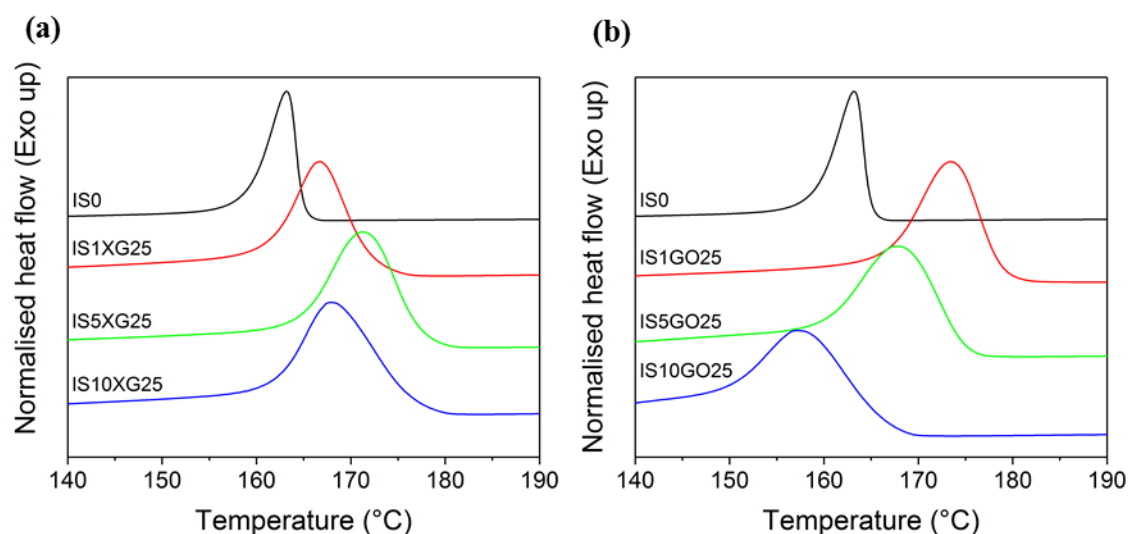 (a)
Normalised heat flow (Exo up)
IS0
IS1XG25
IS5XG25
IS10XG25
140 150 160 170 180 190
Temperature (°C)
(b)
Normalised heat flow (Exo up)
IS0
IS1GO25
IS5GO25
IS10GO25
140 150 160 170 180 190
Temperature (°C)